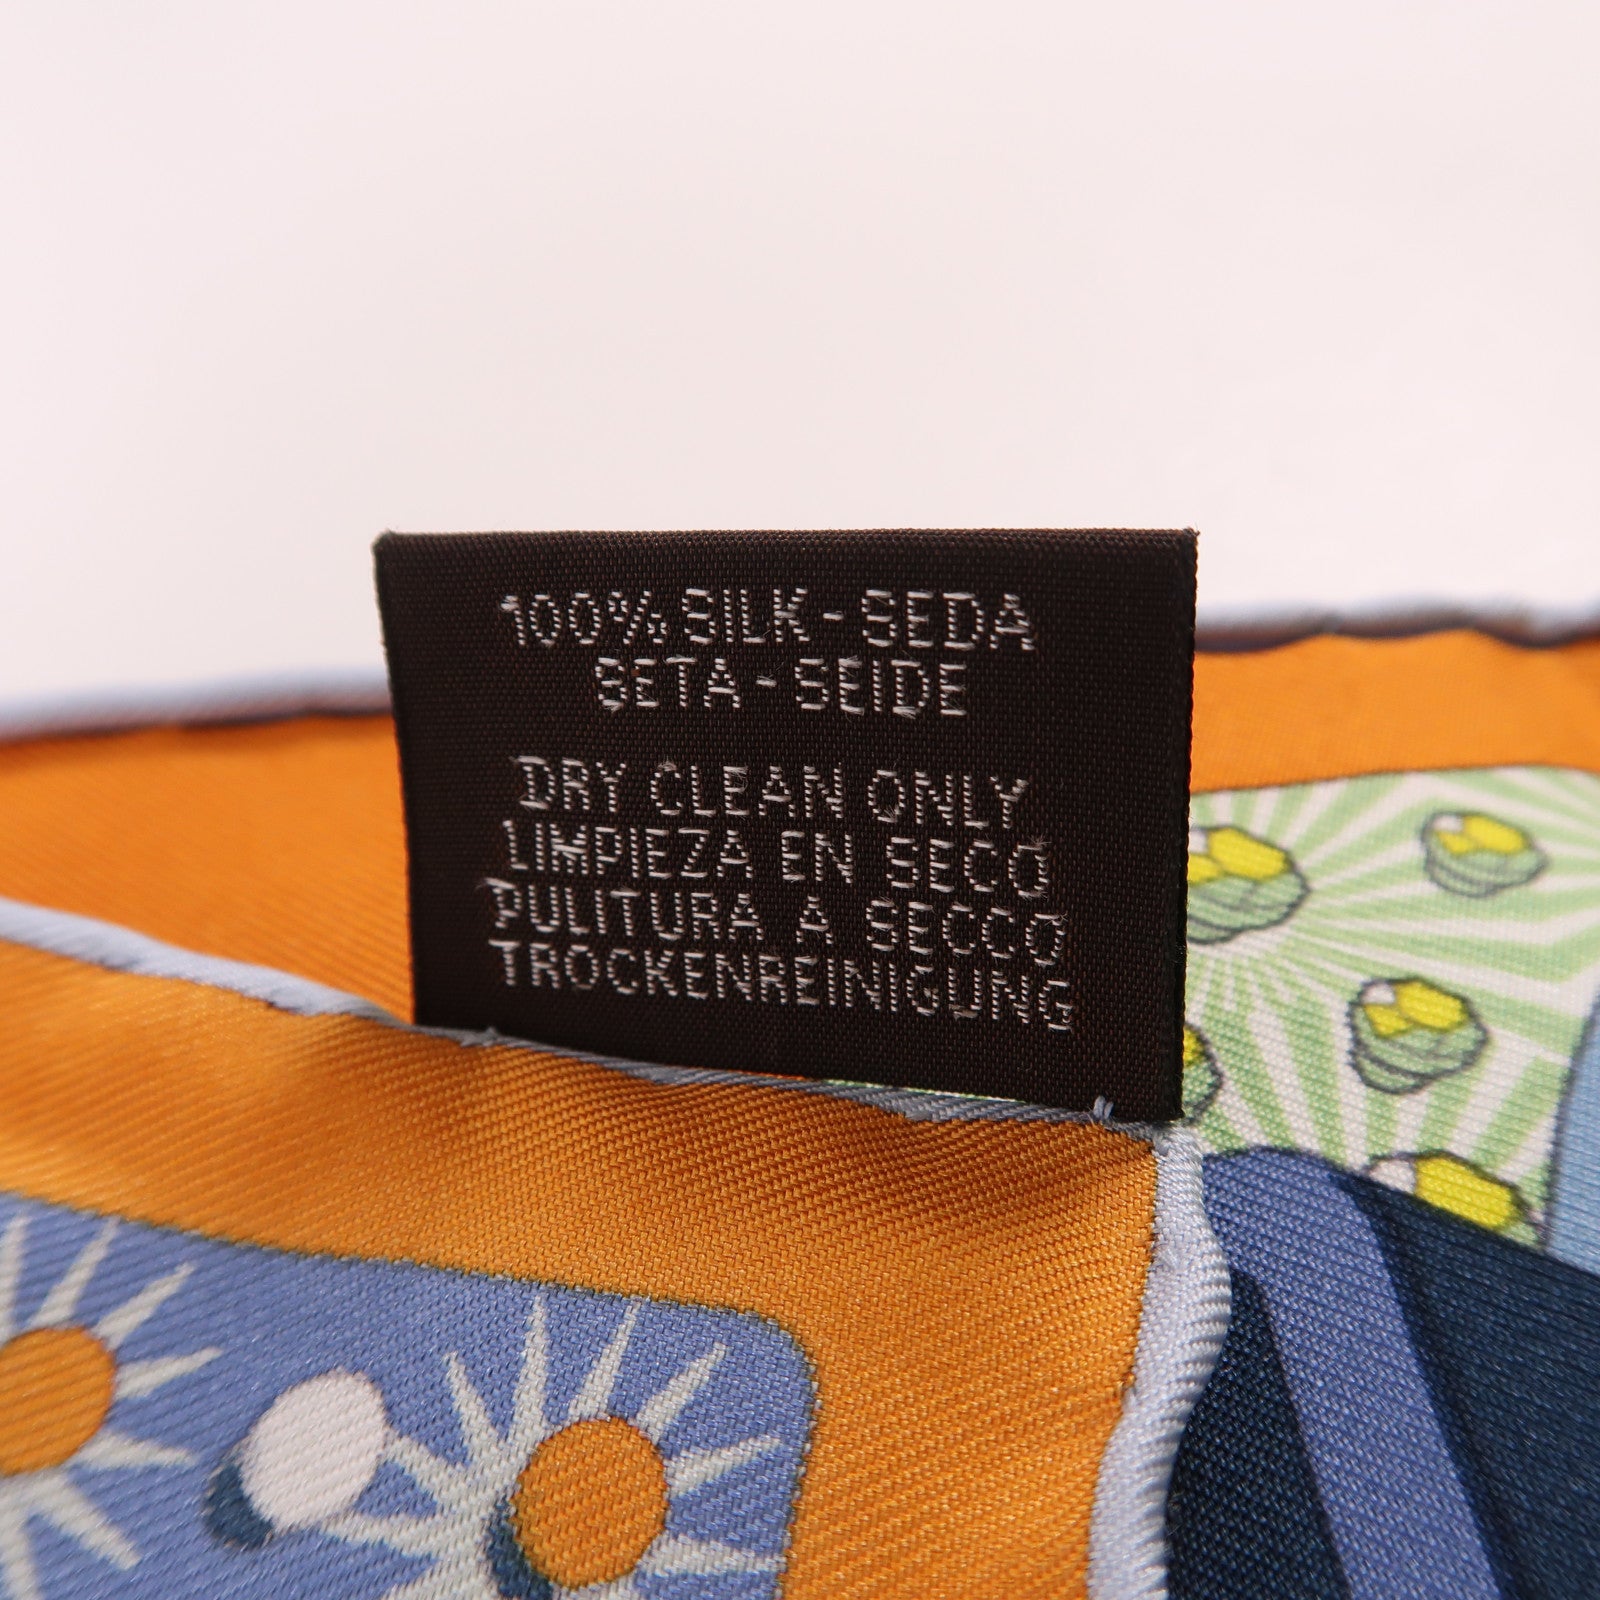 100% SILK - SEDA
SETA - SEIDE
DRY CLEAN ONLY
LIMPIEZA EN SECO
PULITURA A SECCO
TROCKENREINIGUNG